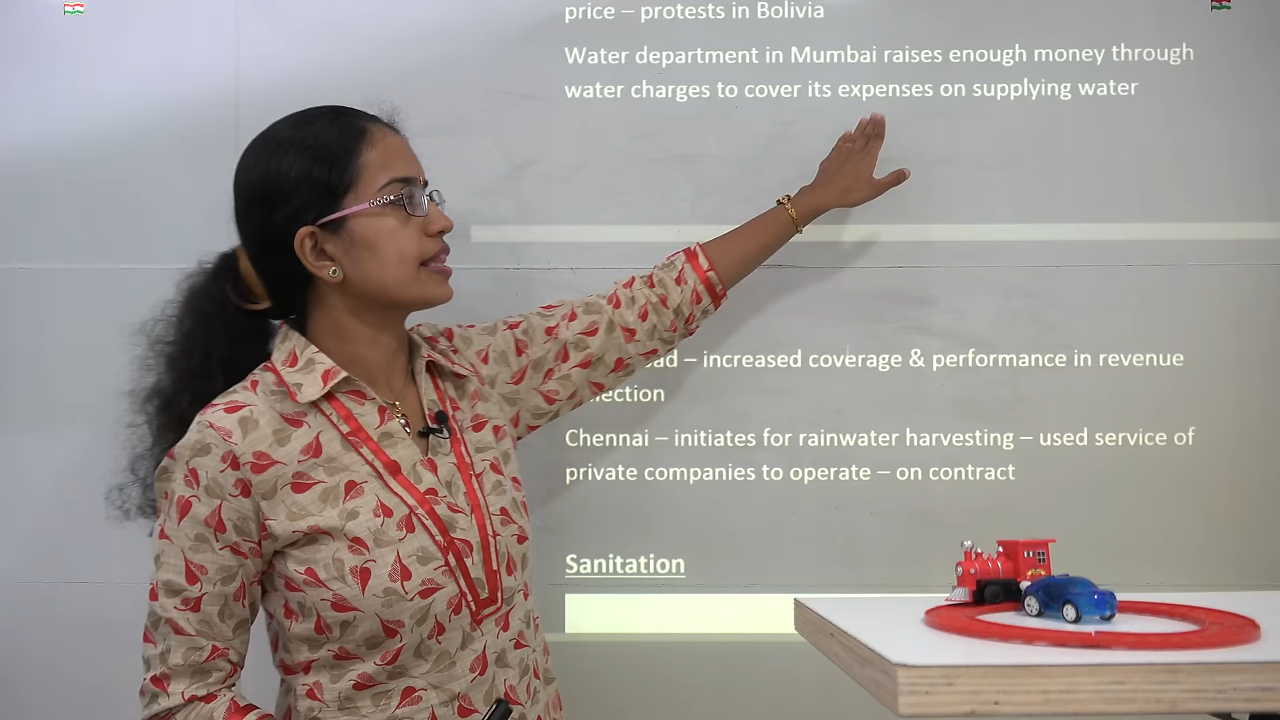 price – protests in Bolivia
Water department in Mumbai raises enough money through
water charges to cover its expenses on supplying water
– increased coverage & performance in revenue
Chennai – initiates for rainwater harvesting – used service of
private companies to operate – on contract
Sanitation